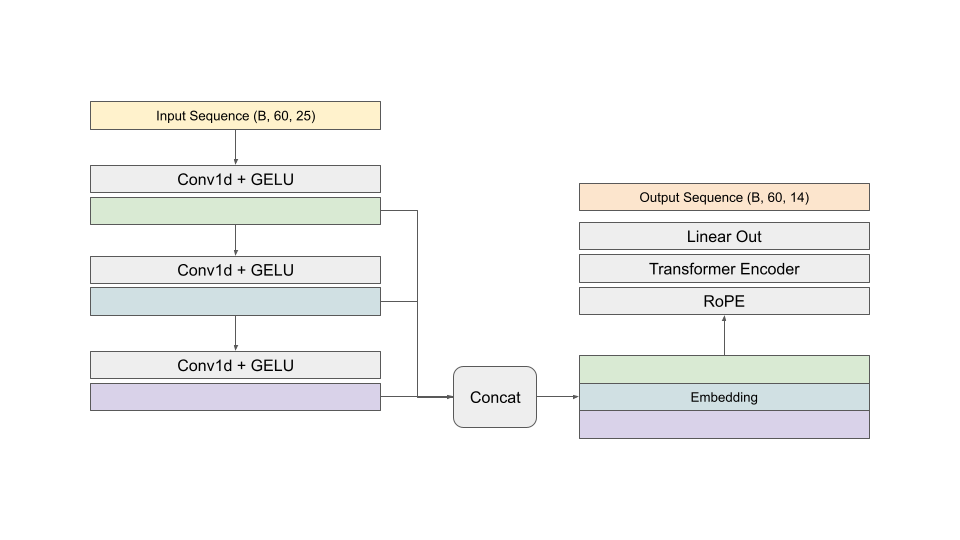 Input Sequence (B, 60, 25)
Conv1d + GELU
Conv1d + GELU
Conv1d + GELU
Concat
Output Sequence (B, 60, 14)
Linear Out
Transformer Encoder
RoPE
Embedding